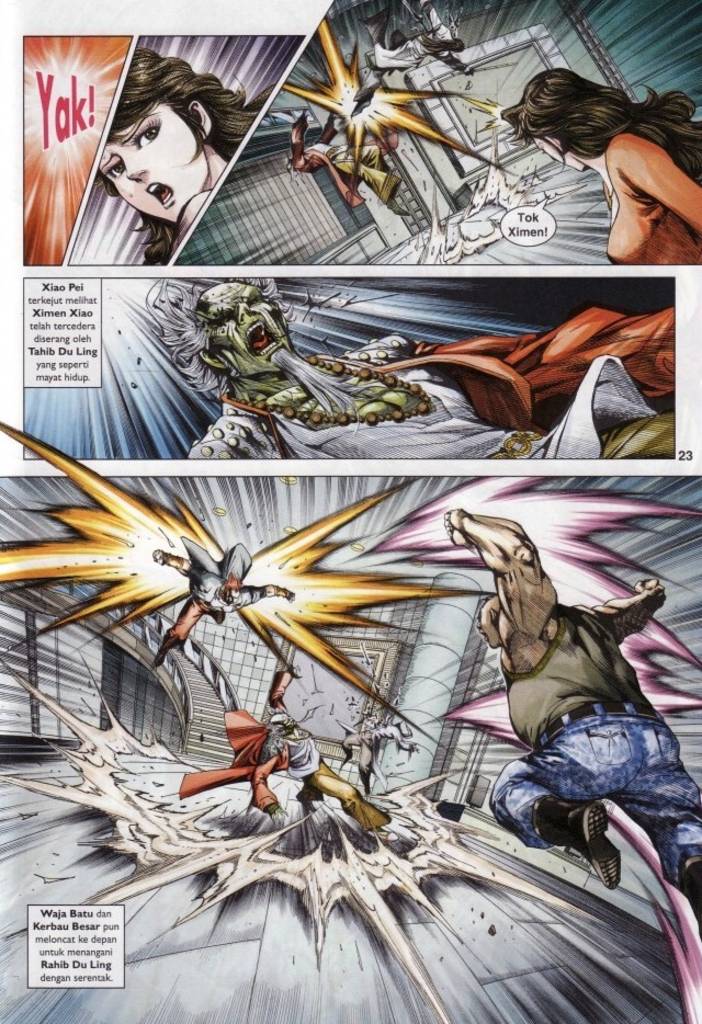 Yak!
Tok
Ximen!
Xiao Pei
terkejut melihat
Ximen Xiao
telah tercedera
diserang oleh
Tahib Du Ling
yang seperti
mayat hidup.
23
Waja Batu dan
Kerbau Besar pun
meloncat ke depan
untuk menangani
Rahib Du Ling
dengan serentak.